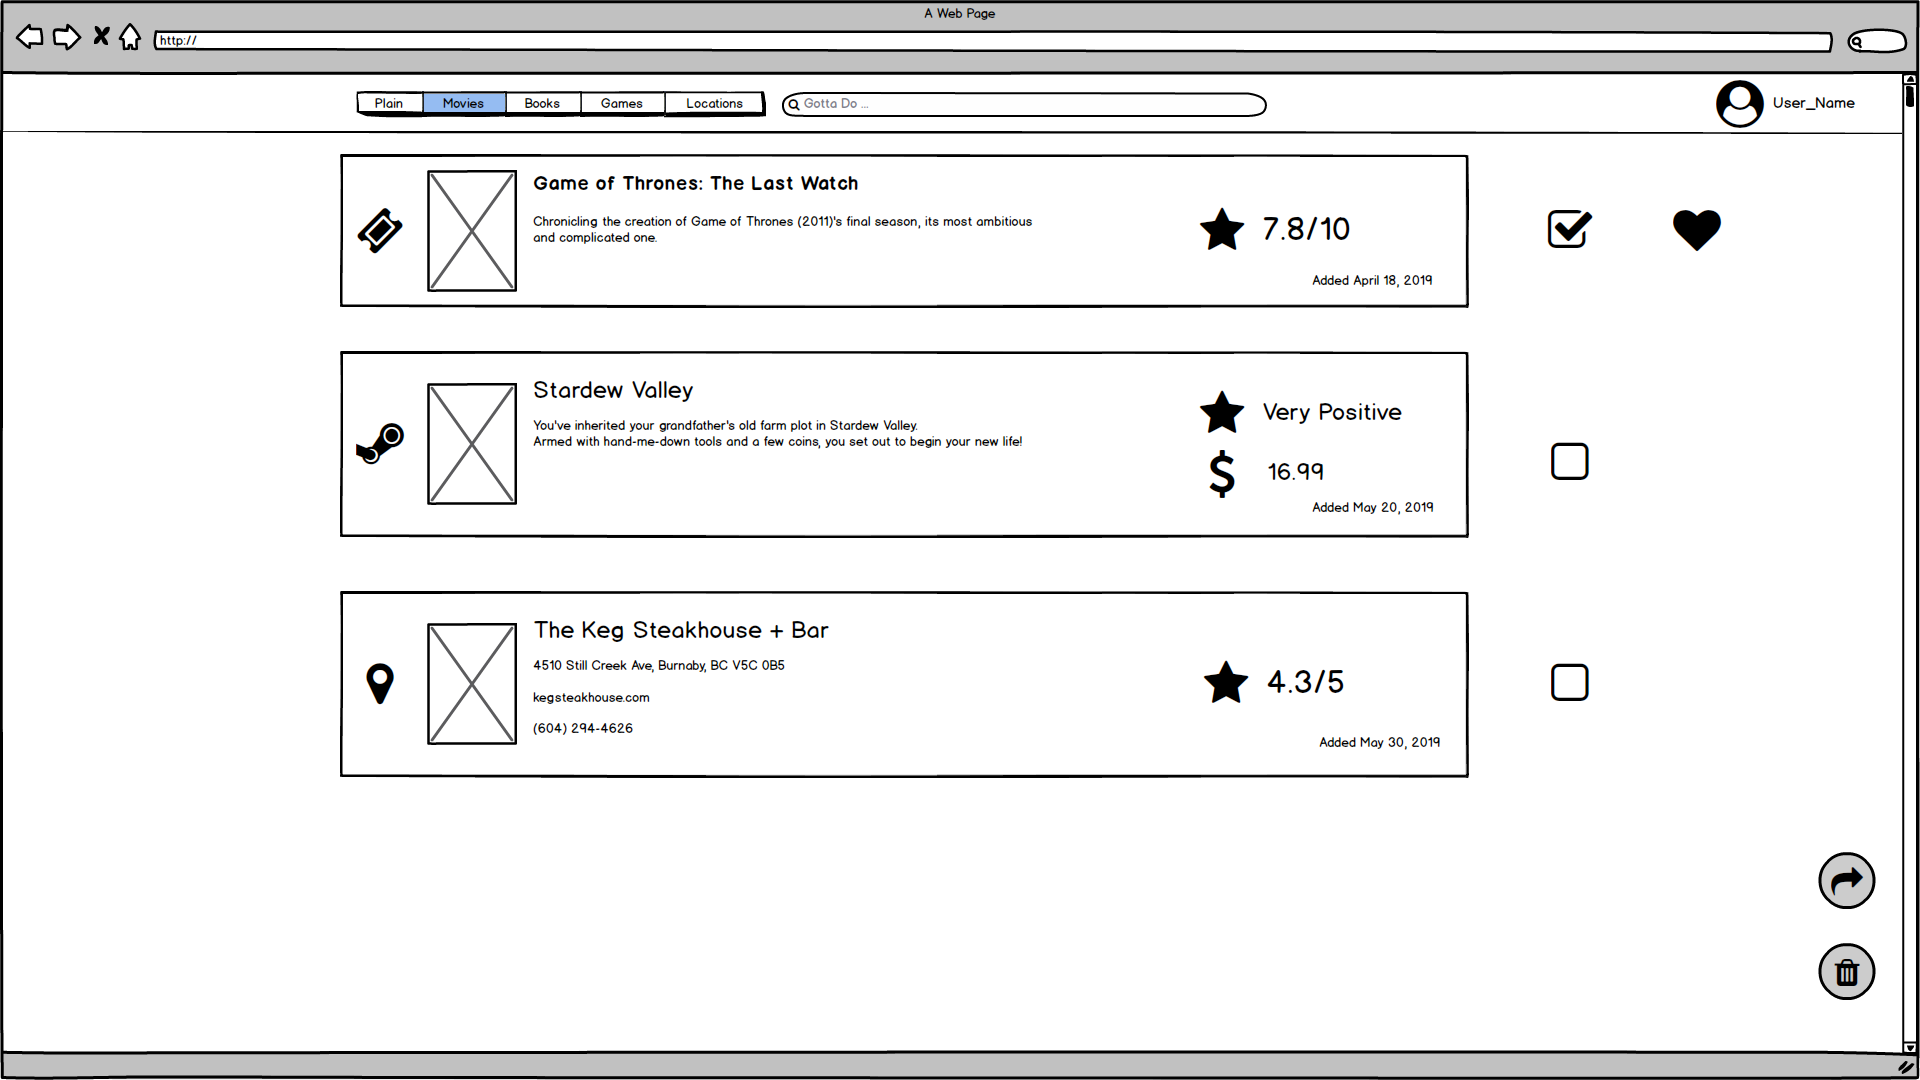 A Web Page
http://
Plain Movies Books Games Locations
Gotta Do ...
User_Name
Game of Thrones: The Last Watch
Chronicling the creation of Game of Thrones (2011)'s final season, its most ambitious
and complicated one.
7.8/10
Added April 18, 2019
Stardew Valley
You've inherited your grandfather's old farm plot in Stardew Valley.
Armed with hand-me-down tools and a few coins, you set out to begin your new life!
Very Positive
$ 16.99
Added May 20, 2019
The Keg Steakhouse + Bar
4510 Still Creek Ave, Burnaby, BC V5C 0B5
kegsteakhouse.com
(604) 294-4626
4.3/5
Added May 30, 2019